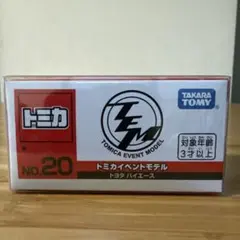 トミカ
TEM
TOMICA EVENT MODEL
TAKARA
TOMY
対象年齢
3才以上
NO.20
トミカイベントモデル
トヨタ ハイエース